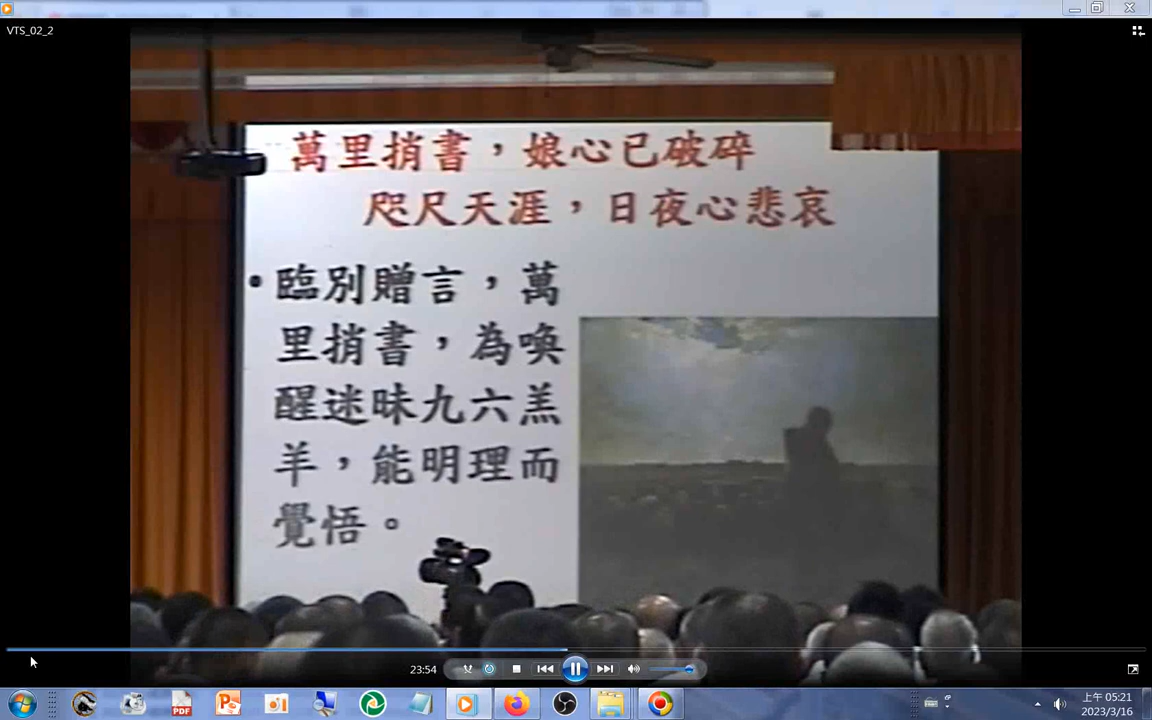 VTS_02_2
萬里捎書，娘心已破碎
咫尺天涯，日夜心悲哀
•臨別贈言，萬
里捎書，為喚
醒迷昧九六羔
羊，能明理而
覺悟。
23:54
PDF
上午 05:21
2023/3/16